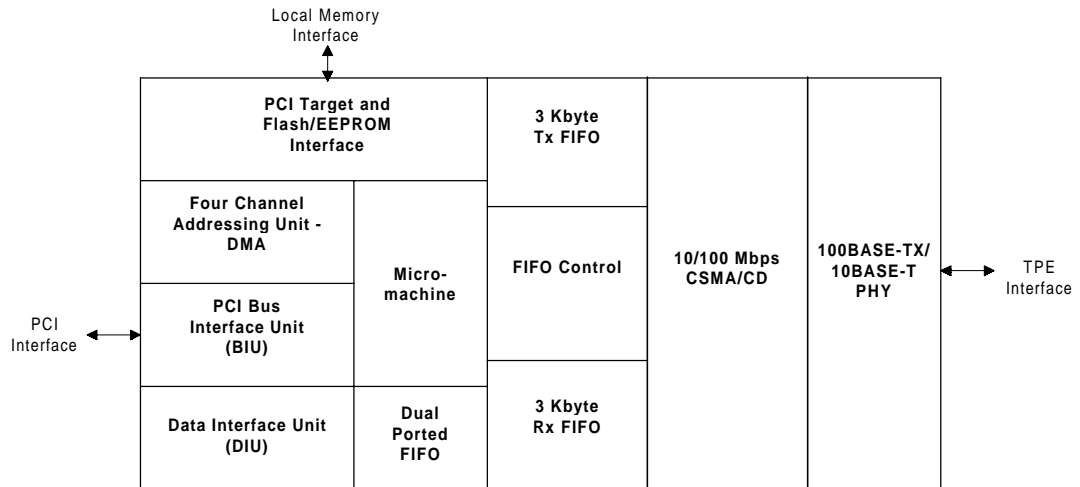 Local Memory
Interface
PCI Target and
Flash/EEPROM
Interface
3 Kbyte
Tx FIFO
Four Channel
Addressing Unit -
DMA
Micro-
machine
FIFO Control
10/100 Mbps
CSMA/CD
100BASE-TX/
10BASE-T
PHY
TPE
Interface
PCI
Interface
PCI Bus
Interface Unit
(BIU)
Data Interface Unit
(DIU)
Dual
Ported
FIFO
3 Kbyte
Rx FIFO